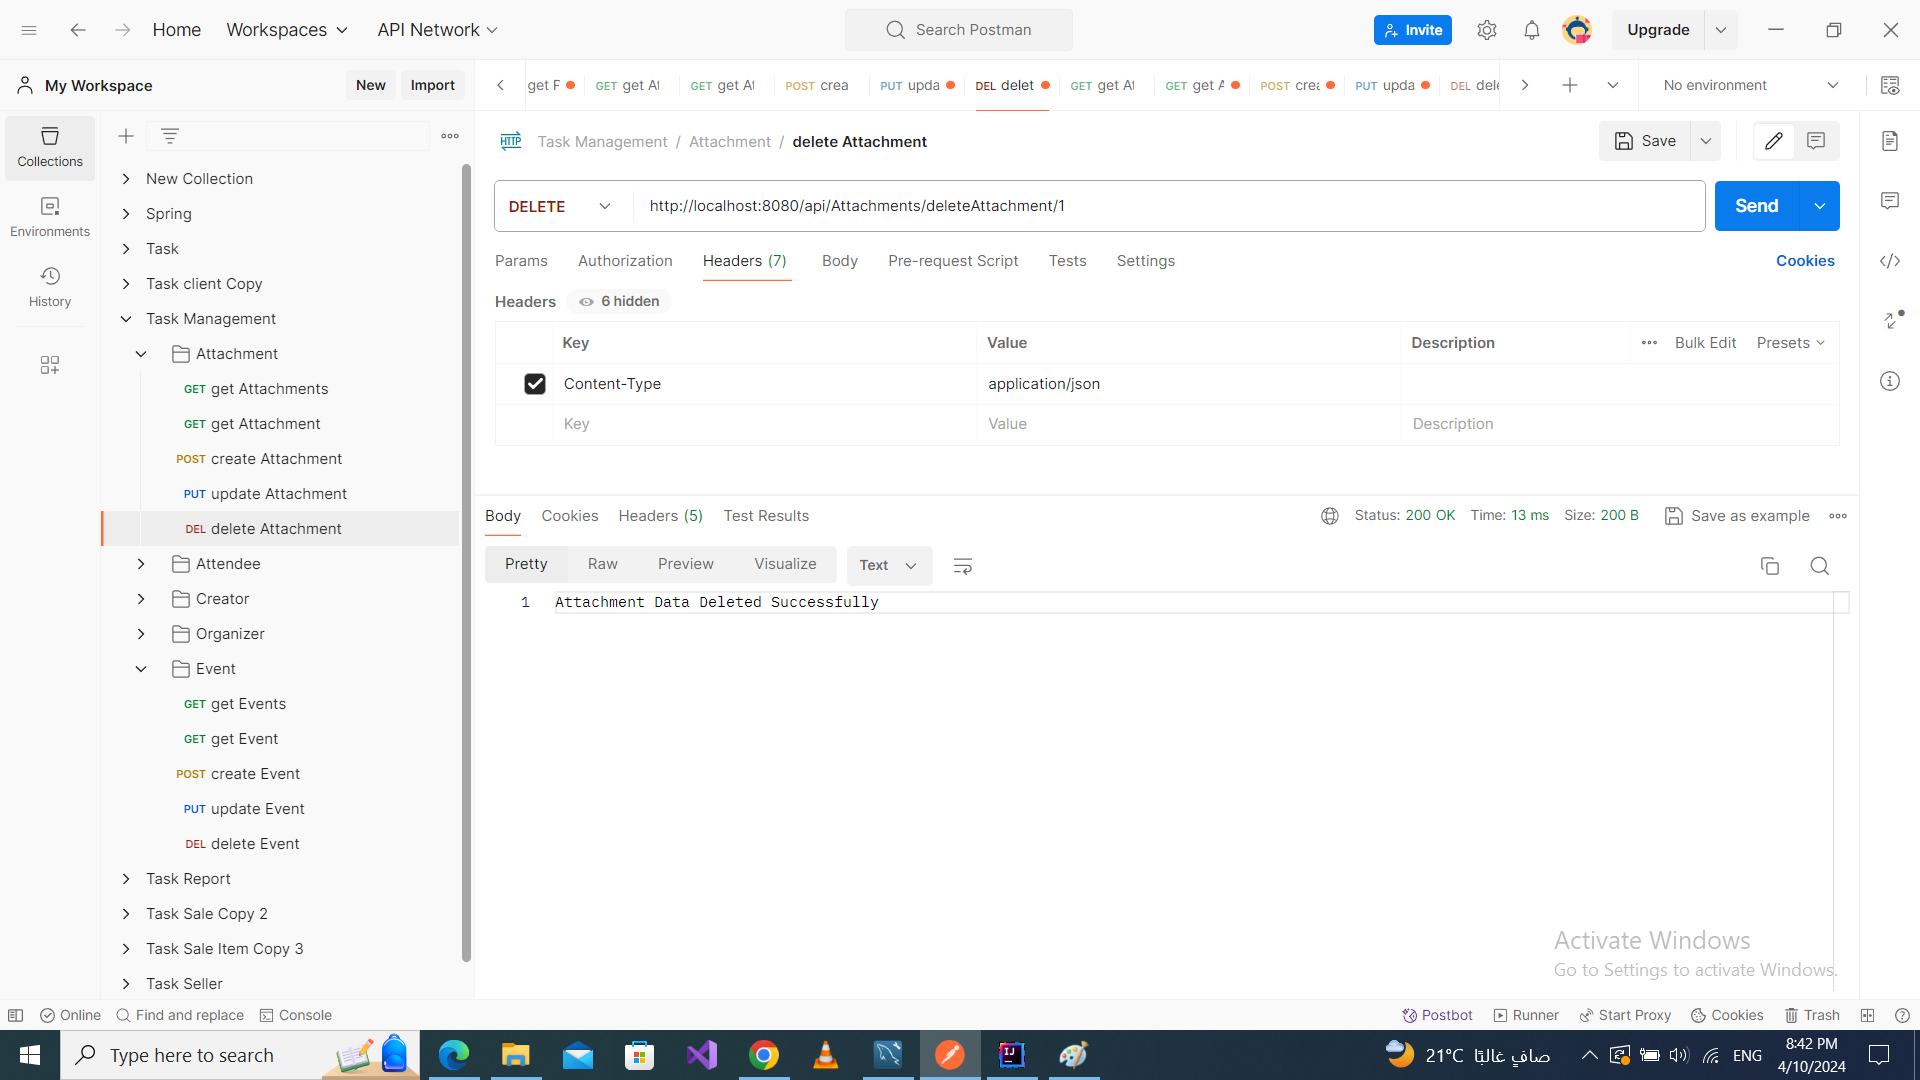 Home Workspaces API Network Search Postman Invite Upgrade
My Workspace New Import
get F GET get At GET get At POST crea PUT upda DEL delet GET get At GET get A POST crea PUT upda DEL dele No environment
Collections
Environments
History
New Collection
Spring
Task
Task client Copy
Task Management
Attachment
GET get Attachments
GET get Attachment
POST create Attachment
PUT update Attachment
DEL delete Attachment
Attendee
Creator
Organizer
Event
GET get Events
GET get Event
POST create Event
PUT update Event
DEL delete Event
Task Report
Task Sale Copy 2
Task Sale Item Copy 3
Task Seller
HTTP Task Management / Attachment / delete Attachment Save
DELETE http://localhost:8080/api/Attachments/deleteAttachment/1 Send
Params Authorization Headers (7) Body Pre-request Script Tests Settings Cookies
Headers 6 hidden
Key Value Description Bulk Edit Presets
Content-Type application/json
Key Value Description
Body Cookies Headers (5) Test Results Status: 200 OK Time: 13 ms Size: 200 B Save as example
Pretty Raw Preview Visualize Text
1 Attachment Data Deleted Successfully
Activate Windows
Go to Settings to activate Windows.
Online Find and replace Console Postbot Runner Start Proxy Cookies Trash
Type here to search 21°C صافٍ غالبًا ENG 8:42 PM
4/10/2024